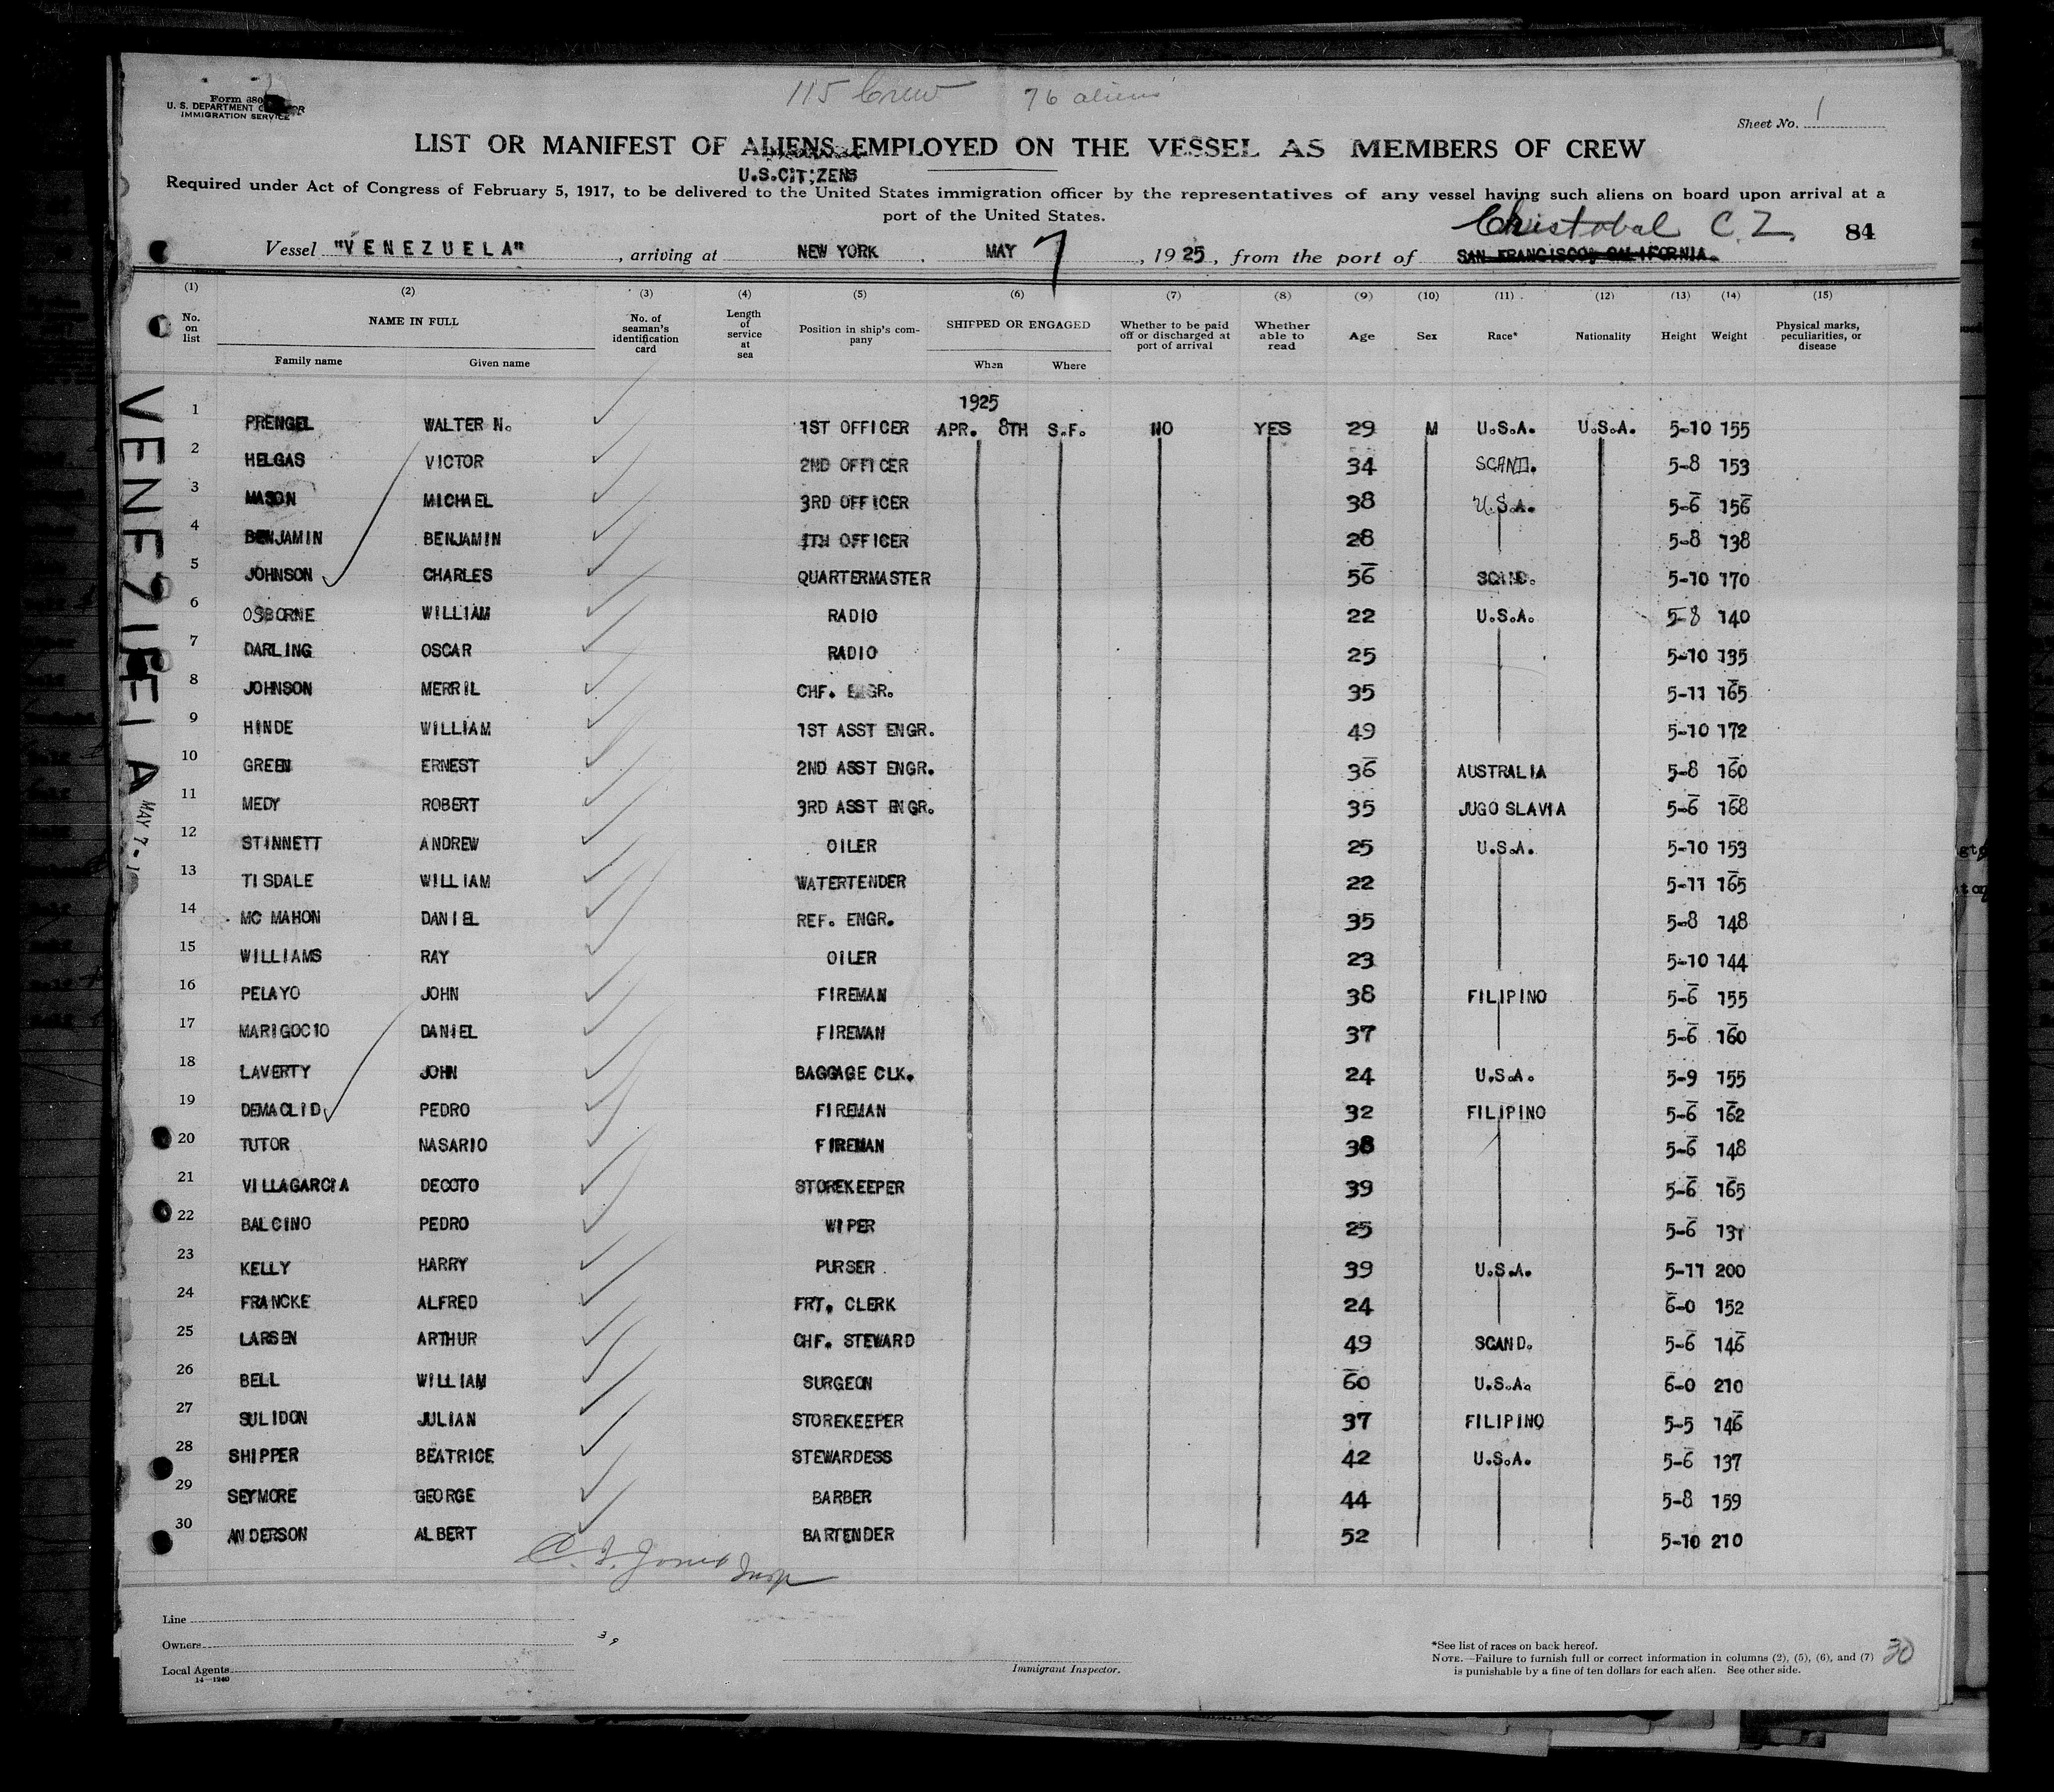 115 Crew 76 aliens
Form 680
U. S. DEPARTMENT OF LABOR
IMMIGRATION SERVICE
Sheet No. 1
LIST OR MANIFEST OF ALIENS EMPLOYED ON THE VESSEL AS MEMBERS OF CREW
U.S.CITIZENS
Required under Act of Congress of February 5, 1917, to be delivered to the United States immigration officer by the representatives of any vessel having such aliens on board upon arrival at a
port of the United States.
Christobal C. Z. 84
Vessel "VENEZUELA", arriving at NEW YORK, MAY 7, 1925, from the port of SAN FRANCISCO, CALIFORNIA.
(1) (2) (3) (4) (5) (6) (7) (8) (9) (10) (11) (12) (13) (14) (15)
No. on list NAME IN FULL Family name Given name No. of seaman's identification card Length of service at sea Position in ship's company SHIPPED OR ENGAGED When Where Whether to be paid off or discharged at port of arrival Whether able to read Age Sex Race* Nationality Height Weight Physical marks, peculiarities, or disease
1925
1 PRENGEL WALTER N. 1ST OFFICER APR. 8TH S.F. NO YES 29 M U.S.A. U.S.A. 5-10 155
2 HELGAS VICTOR 2ND OFFICER 34 SCAND. 5-8 153
3 MASON MICHAEL 3RD OFFICER 38 U.S.A. 5-6 156
4 BENJAMIN BENJAMIN 4TH OFFICER 28 5-8 138
5 JOHNSON CHARLES QUARTERMASTER 56 SCAND. 5-10 170
6 OSBORNE WILLIAM RADIO 22 U.S.A. 5-8 140
7 DARLING OSCAR RADIO 25 5-10 135
8 JOHNSON MERRIL CHF. ENGR. 35 5-11 165
9 HINDE WILLIAM 1ST ASST ENGR. 49 5-10 172
10 GREEN ERNEST 2ND ASST ENGR. 36 AUSTRALIA 5-8 160
11 MEDY ROBERT 3RD ASST ENGR. 35 JUGO SLAVIA 5-6 168
12 STINNETT ANDREW OILER 25 U.S.A. 5-10 153
13 TISDALE WILLIAM WATERTENDER 22 5-11 165
14 MC MAHON DANIEL REF. ENGR. 35 5-8 148
15 WILLIAMS RAY OILER 23 5-10 144
16 PELAYO JOHN FIREMAN 38 FILIPINO 5-6 155
17 MARIGOCIO DANIEL FIREMAN 37 5-6 160
18 LAVERTY JOHN BAGGAGE CLK. 24 U.S.A. 5-9 155
19 DEMACLID PEDRO FIREMAN 32 FILIPINO 5-6 162
20 TUTOR NASARIO FIREMAN 38 5-6 148
21 VILLAGARCIA DECOTO STOREKEEPER 39 5-6 165
22 BALCINO PEDRO WIPER 25 5-6 131
23 KELLY HARRY PURSER 39 U.S.A. 5-11 200
24 FRANCKE ALFRED FRT. CLERK 24 6-0 152
25 LARSEN ARTHUR CHF. STEWARD 49 SCAND. 5-6 146
26 BELL WILLIAM SURGEON 60 U.S.A. 6-0 210
27 SULIDON JULIAN STOREKEEPER 37 FILIPINO 5-5 146
28 SHIPPER BEATRICE STEWARDESS 42 U.S.A. 5-6 137
29 SEYMORE GEORGE BARBER 44 5-8 159
30 ANDERSON ALBERT BARTENDER 52 5-10 210
C. J. Jones Insp
VENEZUELA
MAY 7-1
Line
Owners
Local Agents
14—1240
39
Immigrant Inspector.
*See list of races on back hereof.
NOTE.—Failure to furnish full or correct information in columns (2), (5), (6), and (7)
is punishable by a fine of ten dollars for each alien. See other side.
30